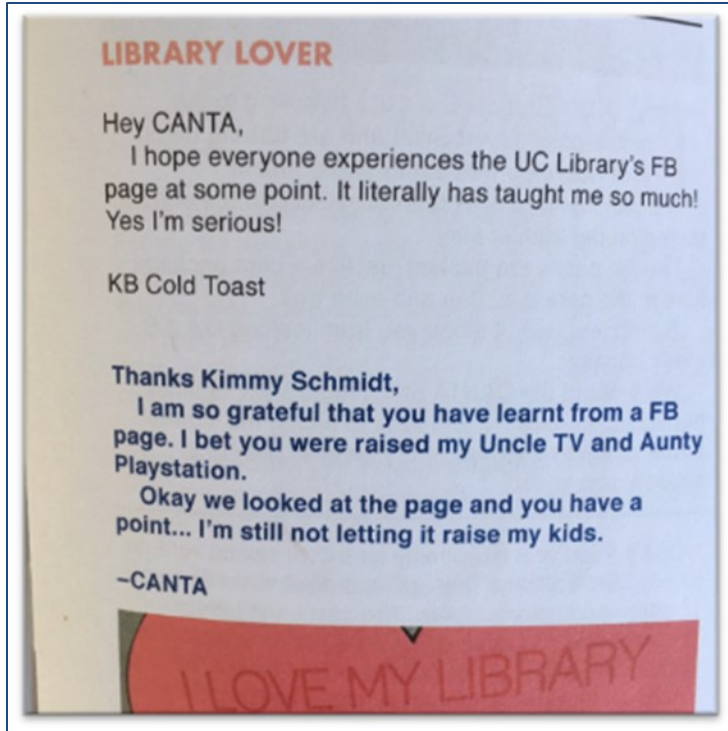 LIBRARY LOVER
Hey CANTA,
I hope everyone experiences the UC Library's FB
page at some point. It literally has taught me so much!
Yes I'm serious!
KB Cold Toast
Thanks Kimmy Schmidt,
I am so grateful that you have learnt from a FB
page. I bet you were raised my Uncle TV and Aunty
Playstation.
Okay we looked at the page and you have a
point... I'm still not letting it raise my kids.
–CANTA
I LOVE MY LIBRARY